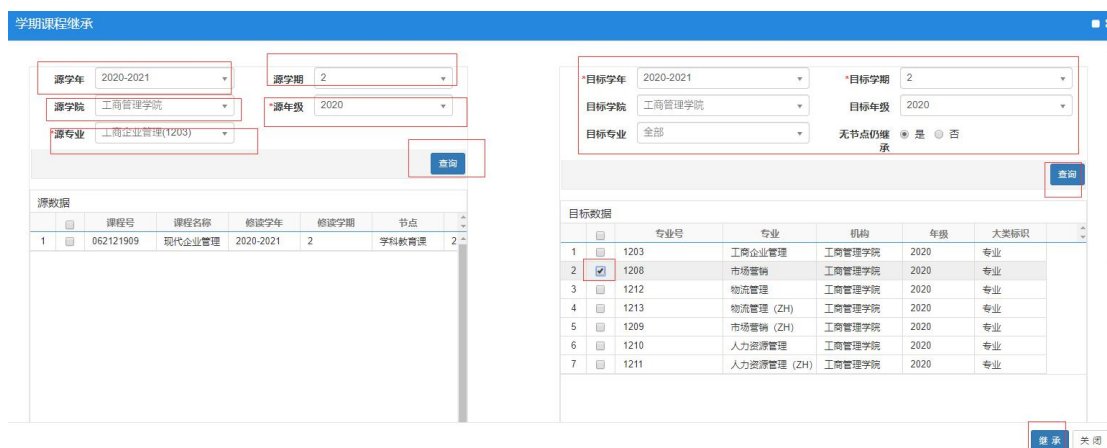 学期课程继承
源学年 2020-2021 源学期 2
源学院 工商管理学院 *源年级 2020
*源专业 工商企业管理(1203)
查询
源数据
课程号 课程名称 修读学年 修读学期 节点
1 062121909 现代企业管理 2020-2021 2 学科教育课 2
*目标学年 2020-2021 *目标学期 2
目标学院 工商管理学院 目标年级 2020
目标专业 全部 无节点仍继承 是 否
查询
目标数据
专业号 专业 机构 年级 大类标识
1 1203 工商企业管理 工商管理学院 2020 专业
2 1208 市场营销 工商管理学院 2020 专业
3 1212 物流管理 工商管理学院 2020 专业
4 1213 物流管理 (ZH) 工商管理学院 2020 专业
5 1209 市场营销 (ZH) 工商管理学院 2020 专业
6 1210 人力资源管理 工商管理学院 2020 专业
7 1211 人力资源管理 (ZH) 工商管理学院 2020 专业
继承 关闭